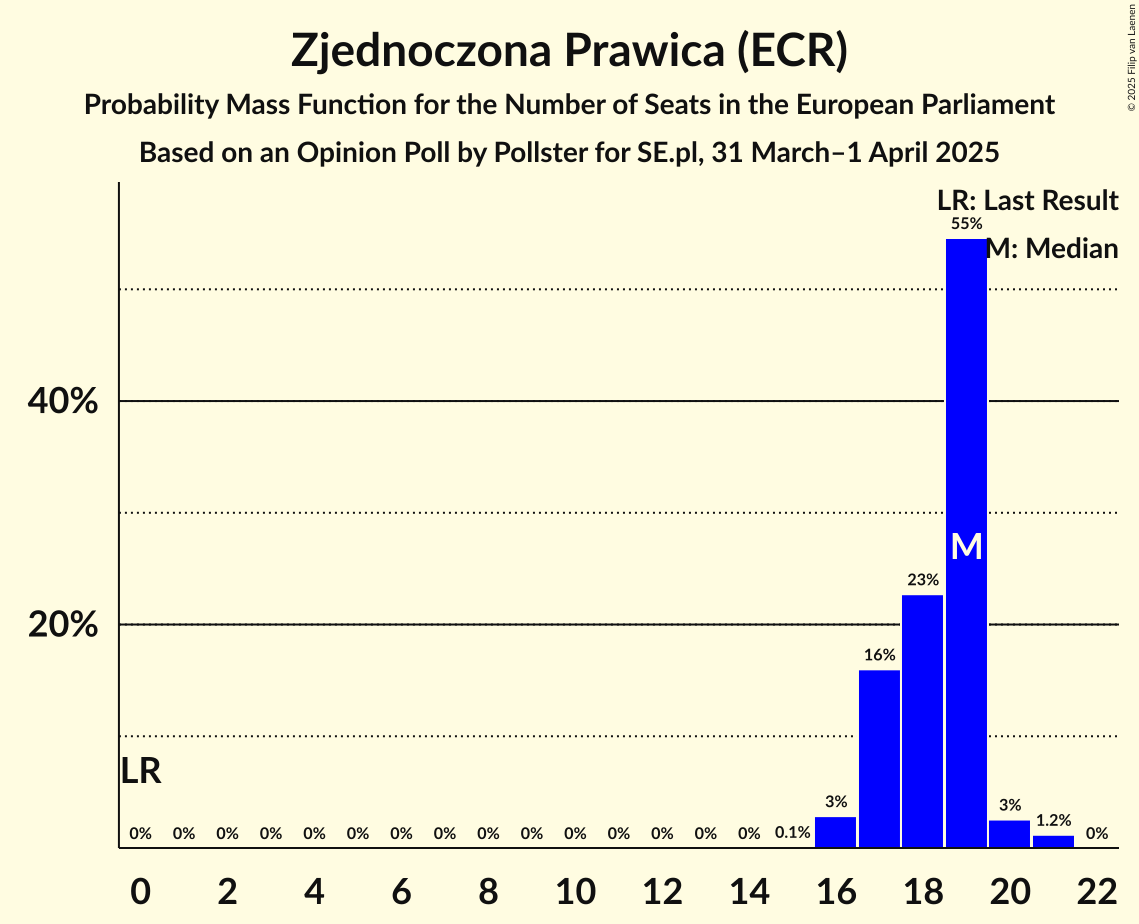 © 2025 Filip van Laenen
Zjednoczona Prawica (ECR)
Probability Mass Function for the Number of Seats in the European Parliament
Based on an Opinion Poll by Pollster for SE.pl, 31 March–1 April 2025
LR: Last Result
55%
M: Median
40%
M
23%
20%
16%
LR
3%
3%
1.2%
0% 0% 0% 0% 0% 0% 0% 0% 0% 0% 0% 0% 0% 0% 0% 0.1% 0%
0 2 4 6 8 10 12 14 16 18 20 22